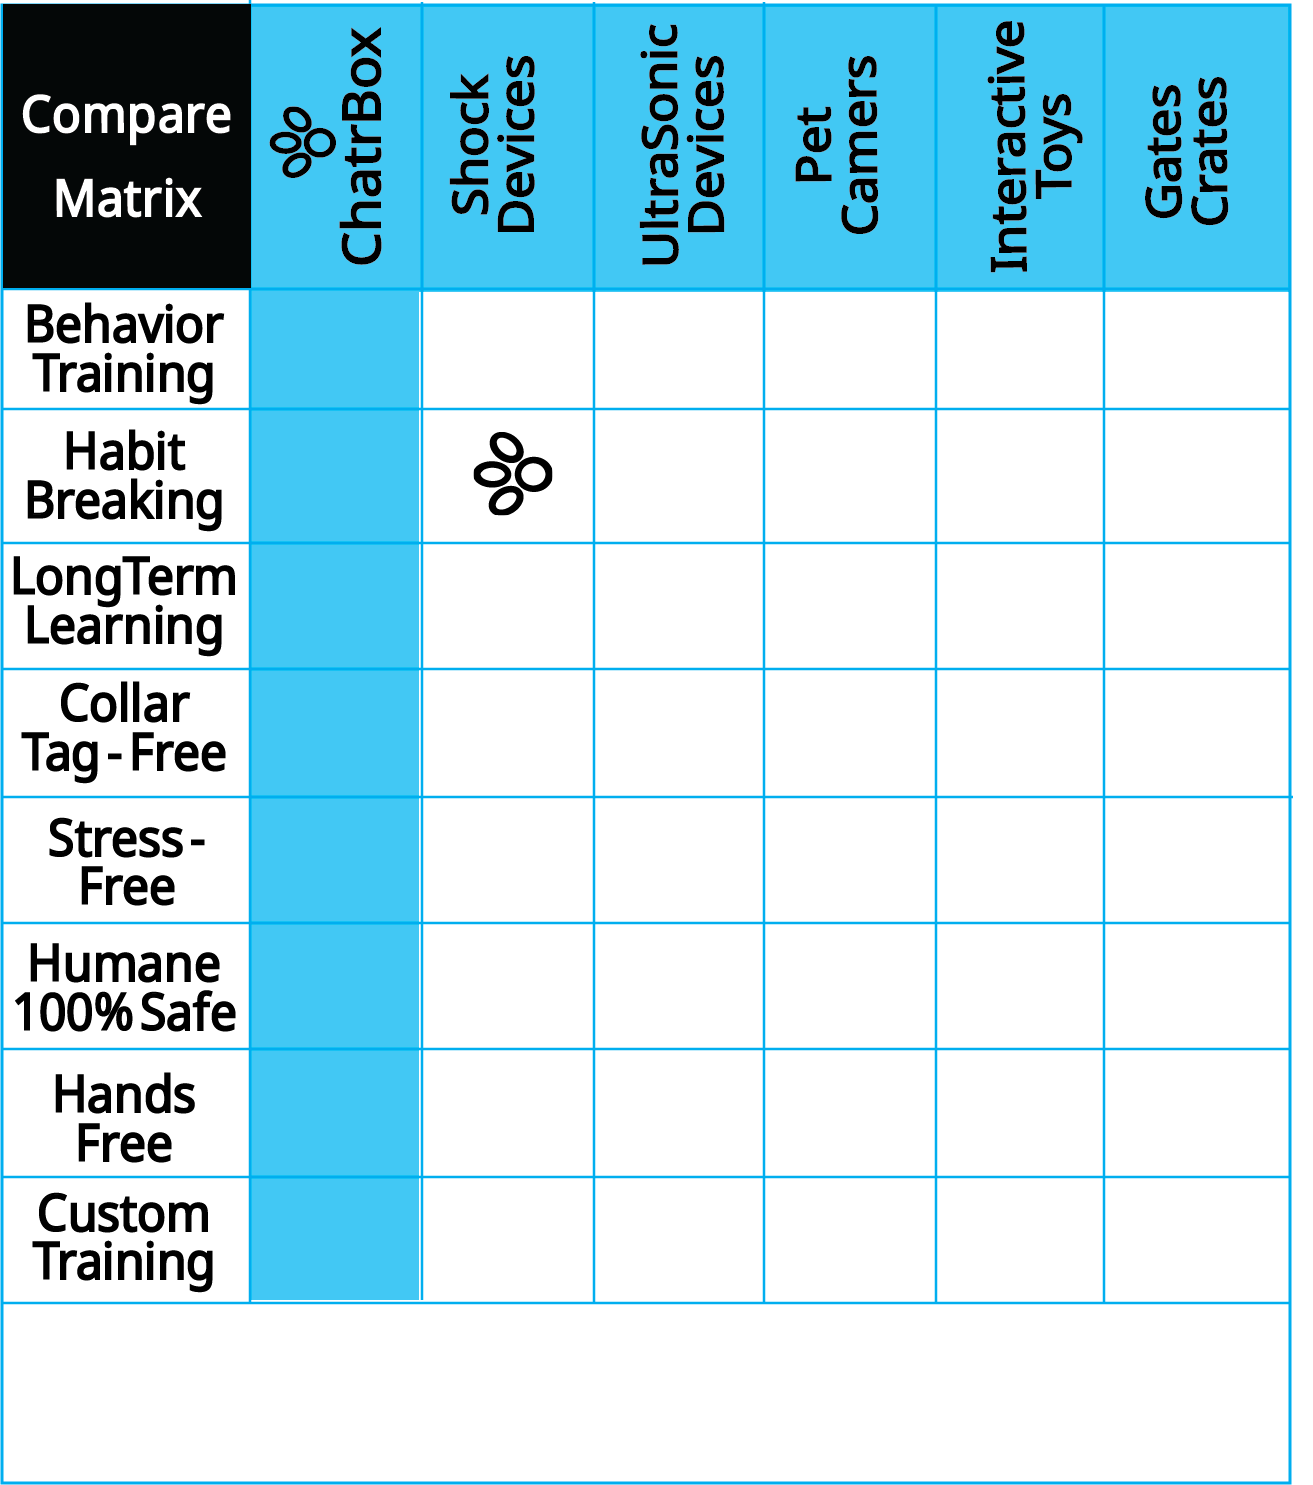 Compare
Matrix
ChatrBox
Shock
Devices
UltraSonic
Devices
Pet
Camers
Interactive
Toys
Gates
Crates
Behavior
Training
Habit
Breaking
LongTerm
Learning
Collar
Tag - Free
Stress -
Free
Humane
100% Safe
Hands
Free
Custom
Training